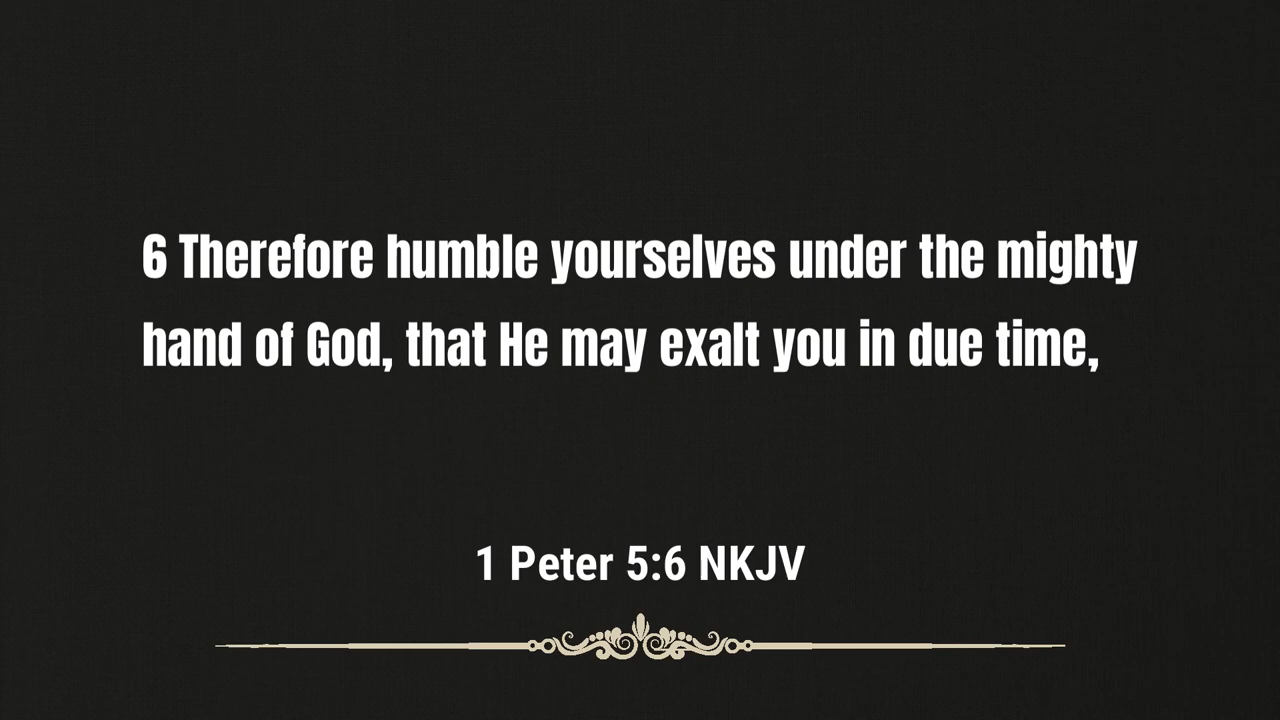 6 Therefore humble yourselves under the mighty
hand of God, that He may exalt you in due time,
1 Peter 5:6 NKJV